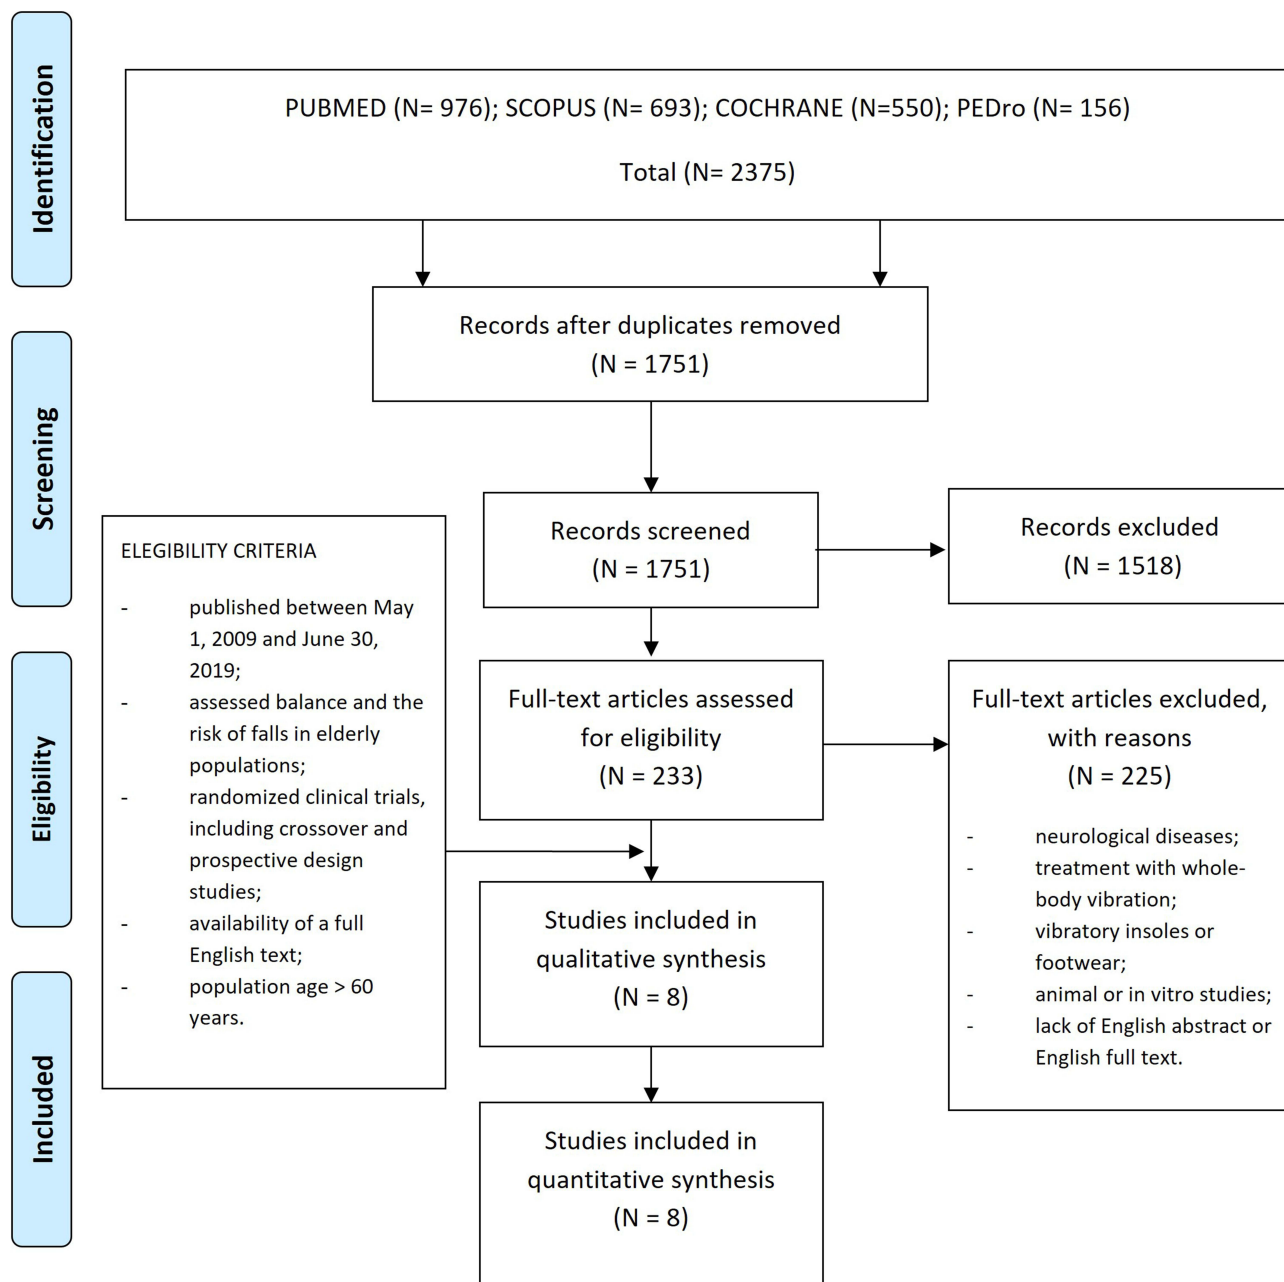 Identification
PUBMED (N= 976); SCOPUS (N= 693); COCHRANE (N=550); PEDro (N= 156)
Total (N= 2375)
Records after duplicates removed
(N = 1751)
Screening
Records screened
(N = 1751)
Records excluded
(N = 1518)
ELEGIBILITY CRITERIA
- published between May
1, 2009 and June 30,
2019;
- assessed balance and the
risk of falls in elderly
populations;
- randomized clinical trials,
including crossover and
prospective design
studies;
- availability of a full
English text;
- population age > 60
years.
Eligibility
Full-text articles assessed
for eligibility
(N = 233)
Full-text articles excluded,
with reasons
(N = 225)
- neurological diseases;
- treatment with whole-
body vibration;
- vibratory insoles or
footwear;
- animal or in vitro studies;
- lack of English abstract or
English full text.
Studies included in
qualitative synthesis
(N = 8)
Included
Studies included in
quantitative synthesis
(N = 8)